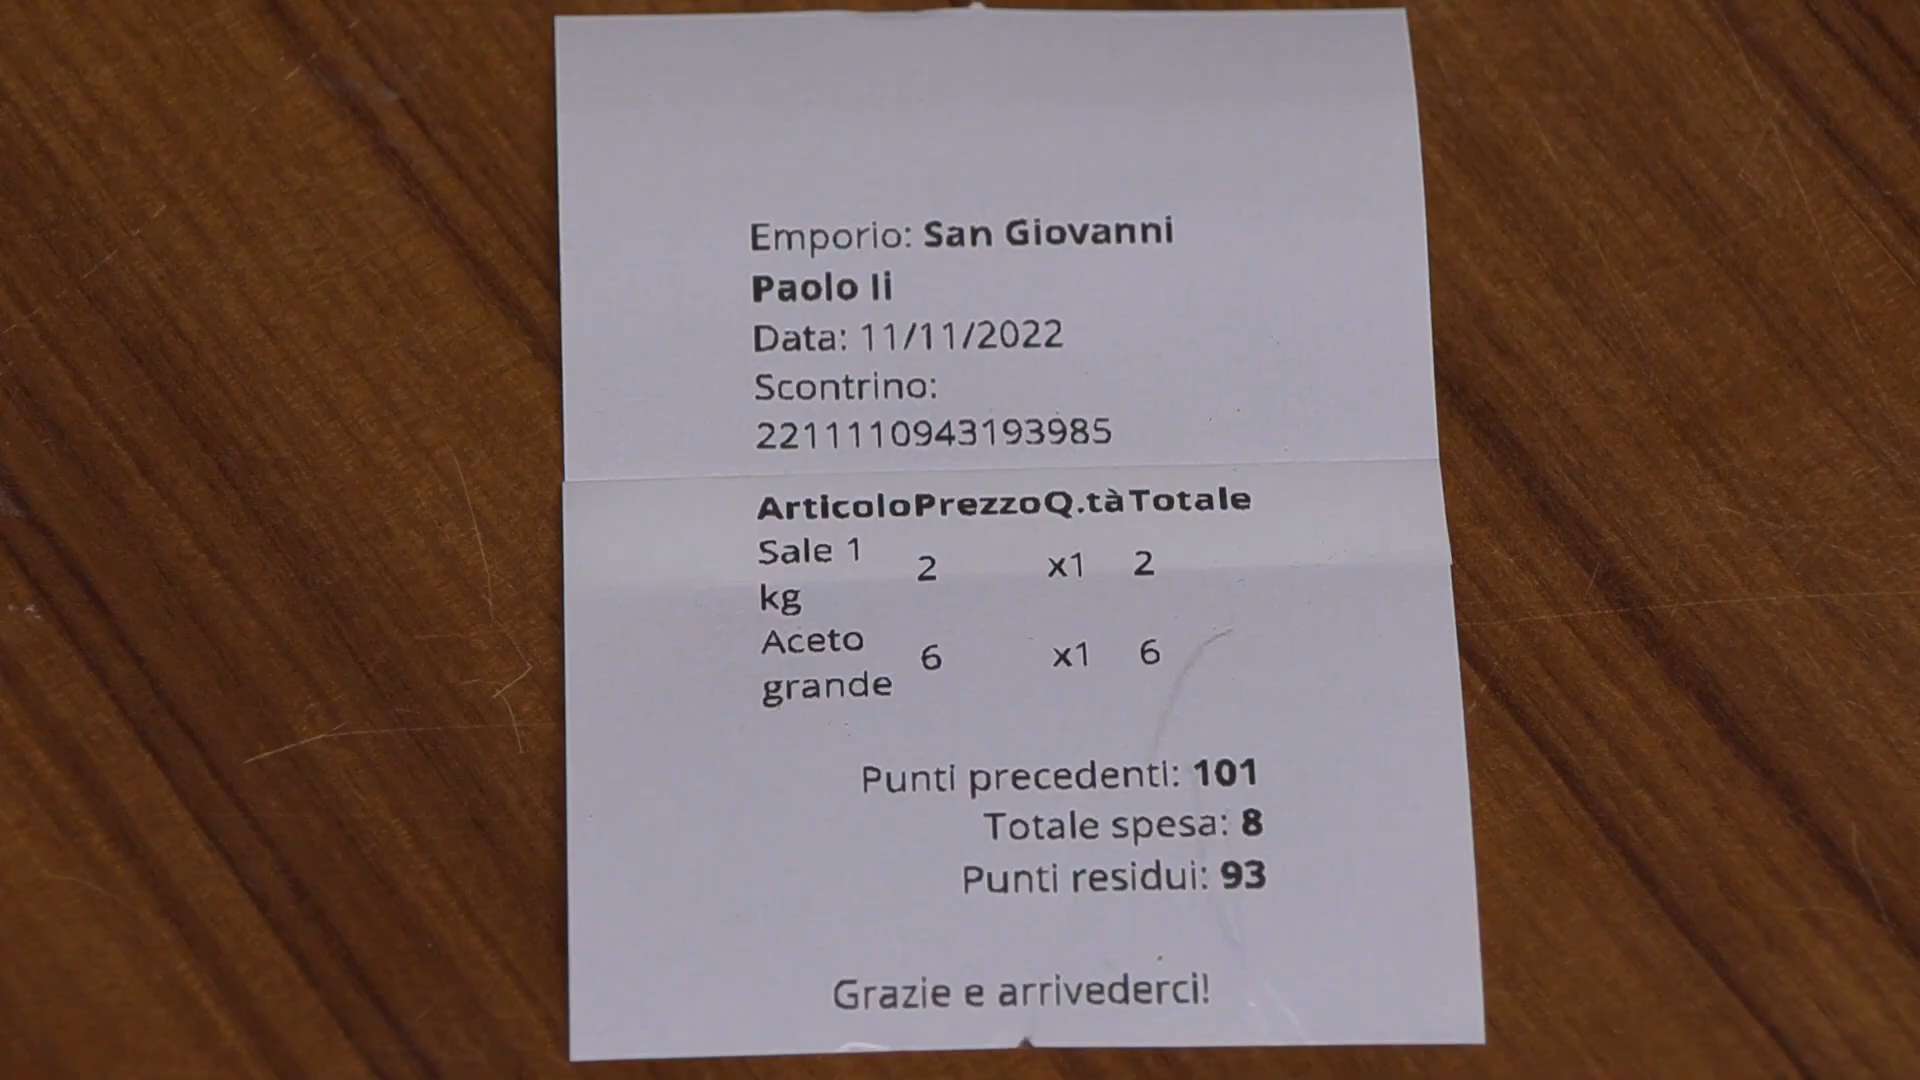 Emporio: San Giovanni
Paolo Ii
Data: 11/11/2022
Scontrino:
2211110943193985
ArticoloPrezzoQ.tàTotale
Sale 1 kg 2 x1 2
Aceto grande 6 x1 6
Punti precedenti: 101
Totale spesa: 8
Punti residui: 93
Grazie e arrivederci!